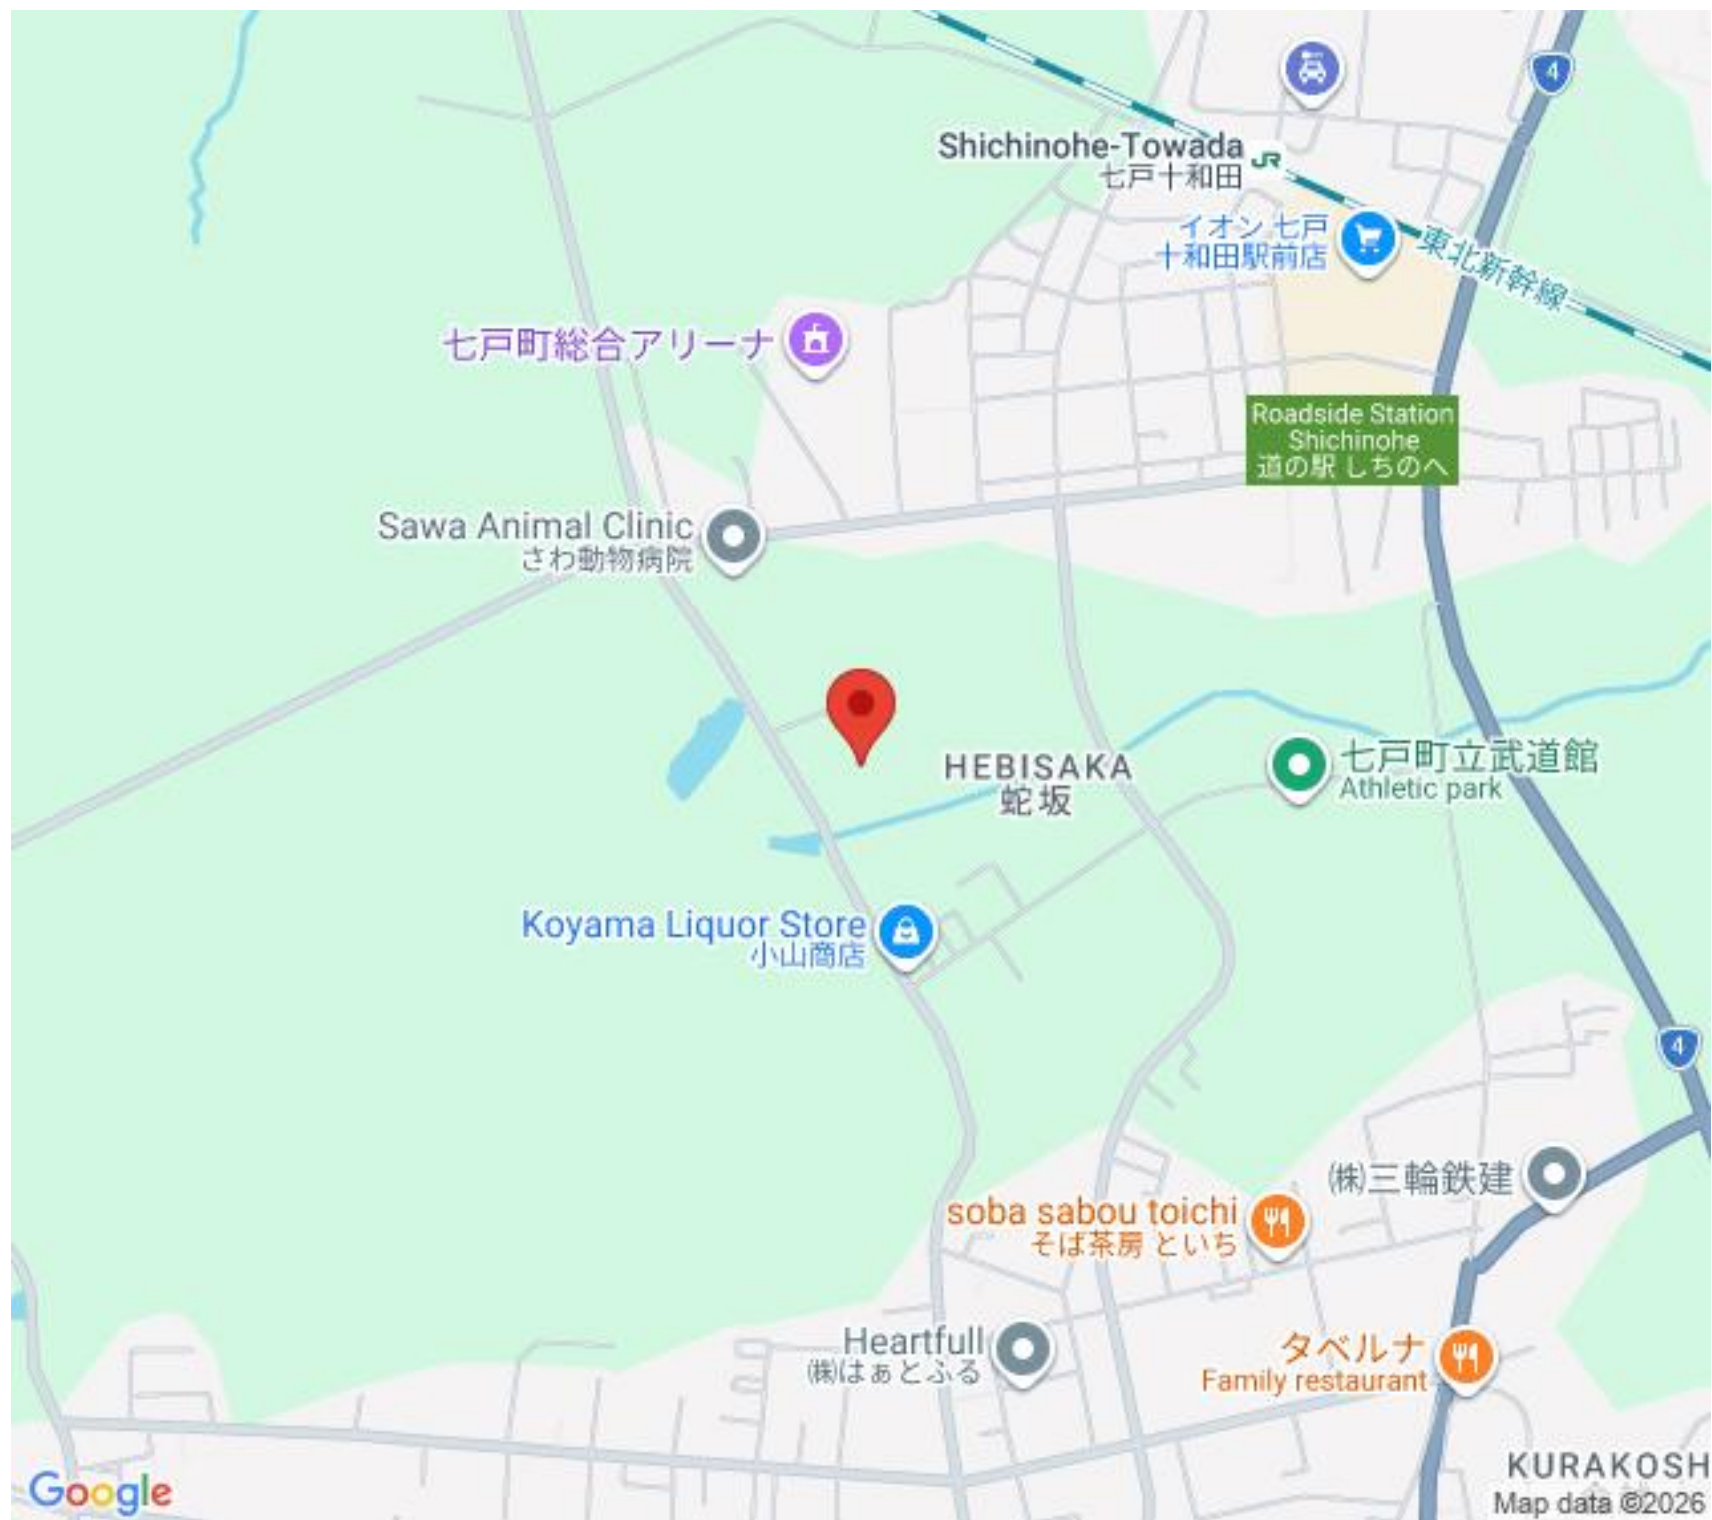 4
Shichinohe-Towada
七戸十和田
JR
イオン 七戸
十和田駅前店
東北新幹線
七戸町総合アリーナ
Roadside Station
Shichinohe
道の駅 しちのへ
Sawa Animal Clinic
さわ動物病院
HEBISAKA
蛇坂
七戸町立武道館
Athletic park
Koyama Liquor Store
小山商店
4
㈱三輪鉄建
soba sabou toichi
そば茶房 といち
Heartfull
㈱はぁとふる
タベルナ
Family restaurant
KURAKOSH
Google
Map data ©2026